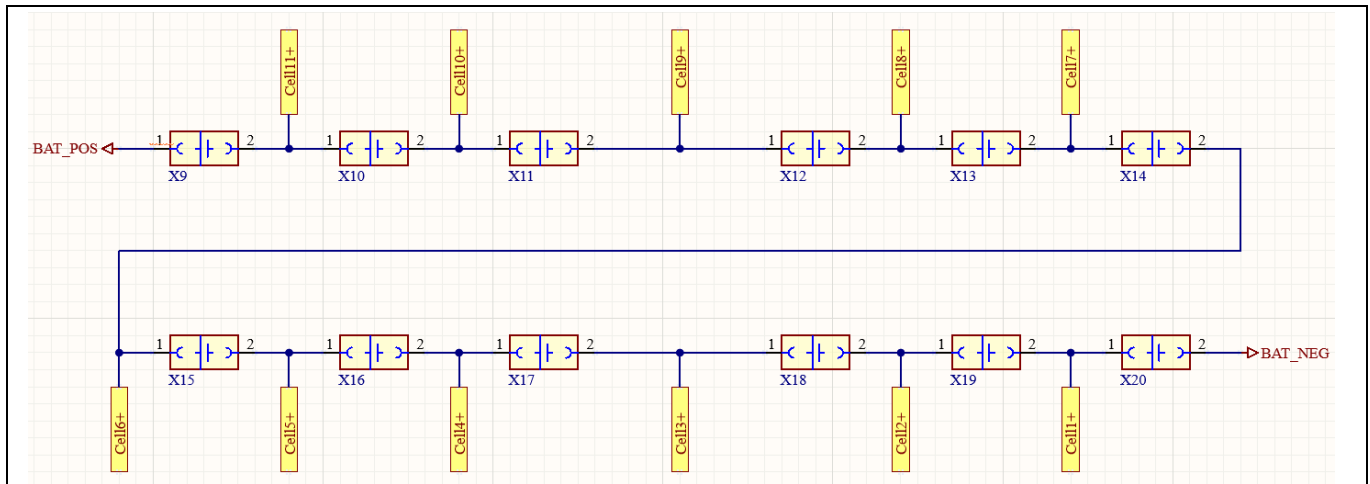 Cell11+ Cell10+ Cell9+ Cell8+ Cell7+
BAT_POS 1 2 1 2 1 2 1 2 1 2 1 2
X9 X10 X11 X12 X13 X14
1 2 1 2 1 2 1 2 1 2 1 2 BAT_NEG
X15 X16 X17 X18 X19 X20
Cell6+ Cell5+ Cell4+ Cell3+ Cell2+ Cell1+